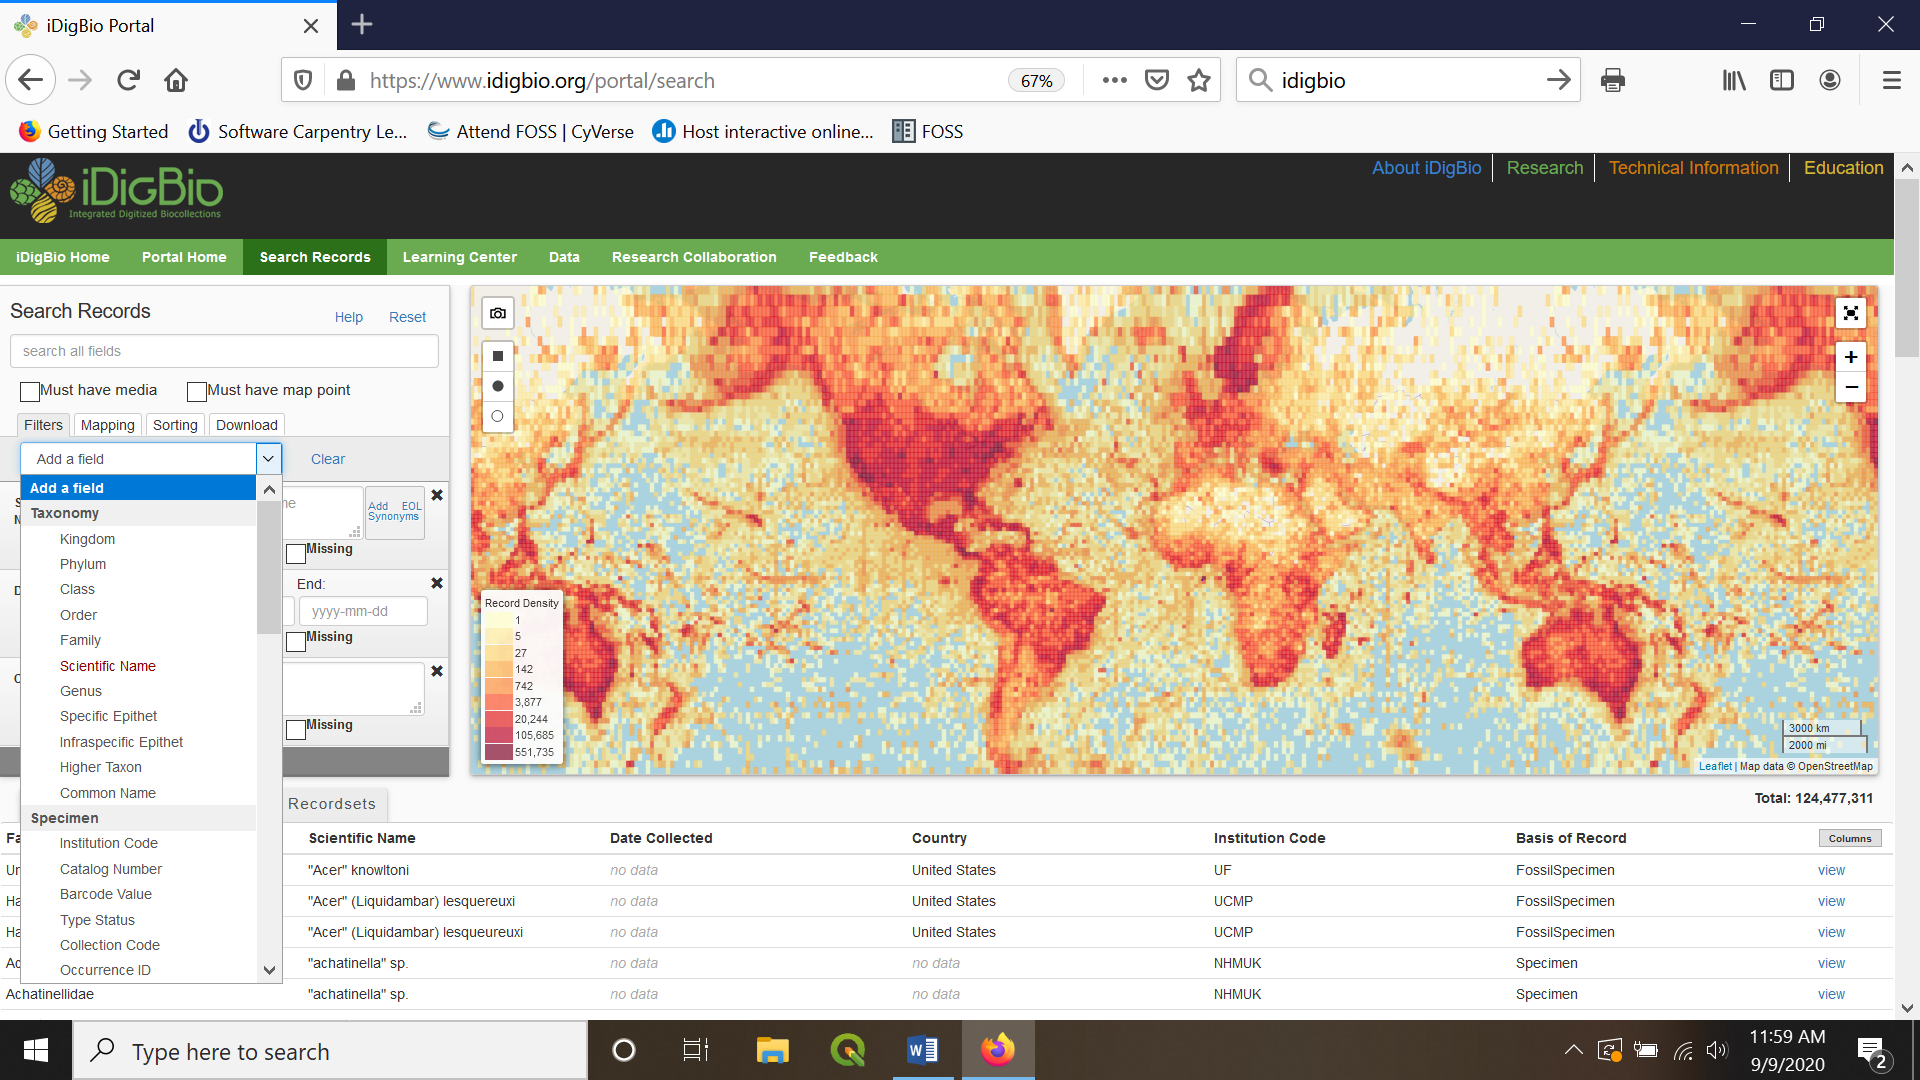 iDigBio Portal
https://www.idigbio.org/portal/search
67%
idigbio
Getting Started
Software Carpentry Le...
Attend FOSS | CyVerse
Host interactive online...
FOSS
iDigBio
Integrated Digitized Biocollections
About iDigBio
Research
Technical Information
Education
iDigBio Home
Portal Home
Search Records
Learning Center
Data
Research Collaboration
Feedback
Search Records
Help
Reset
search all fields
Must have media
Must have map point
Filters
Mapping
Sorting
Download
Add a field
Clear
Add a field
Taxonomy
Kingdom
Phylum
Class
Order
Family
Scientific Name
Genus
Specific Epithet
Infraspecific Epithet
Higher Taxon
Common Name
Specimen
Institution Code
Catalog Number
Barcode Value
Type Status
Collection Code
Occurrence ID
Add EOL
Synonyms
Missing
End:
yyyy-mm-dd
Missing
Missing
Record Density
1
5
27
142
742
3,877
20,244
105,685
551,735
3000 km
2000 mi
Leaflet | Map data © OpenStreetMap
Recordsets
Total: 124,477,311
Scientific Name Date Collected Country Institution Code Basis of Record Columns
"Acer" knowltoni no data United States UF FossilSpecimen view
"Acer" (Liquidambar) lesquereuxi no data United States UCMP FossilSpecimen view
"Acer" (Liquidambar) lesqueureuxi no data United States UCMP FossilSpecimen view
"achatinella" sp. no data no data NHMUK Specimen view
Achatinellidae "achatinella" sp. no data no data NHMUK Specimen view
Type here to search
11:59 AM
9/9/2020
2